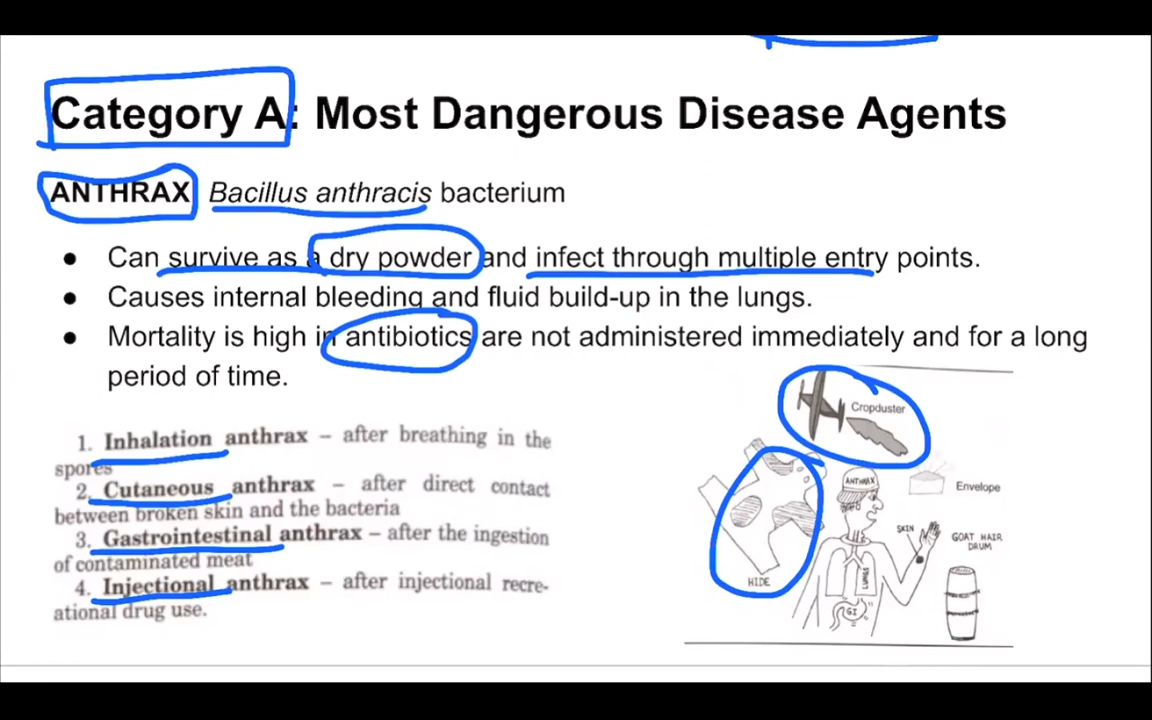 Category A: Most Dangerous Disease Agents
ANTHRAX Bacillus anthracis bacterium
● Can survive as a dry powder and infect through multiple entry points.
● Causes internal bleeding and fluid build-up in the lungs.
● Mortality is high in antibiotics are not administered immediately and for a long
period of time.
1. Inhalation anthrax – after breathing in the
spores
2. Cutaneous anthrax – after direct contact
between broken skin and the bacteria
3. Gastrointestinal anthrax – after the ingestion
of contaminated meat
4. Injectional anthrax – after injectional recre-
ational drug use.
Cropduster
ANTHRAX
Envelope
SKIN
GOAT HAIR
DRUM
HIDE
LUNGS
GI